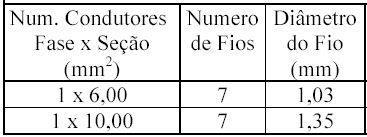 Num. Condutores Numero Diâmetro
Fase x Seção de Fios do Fio
(mm²) (mm)
1 x 6,00 7 1,03
1 x 10,00 7 1,35